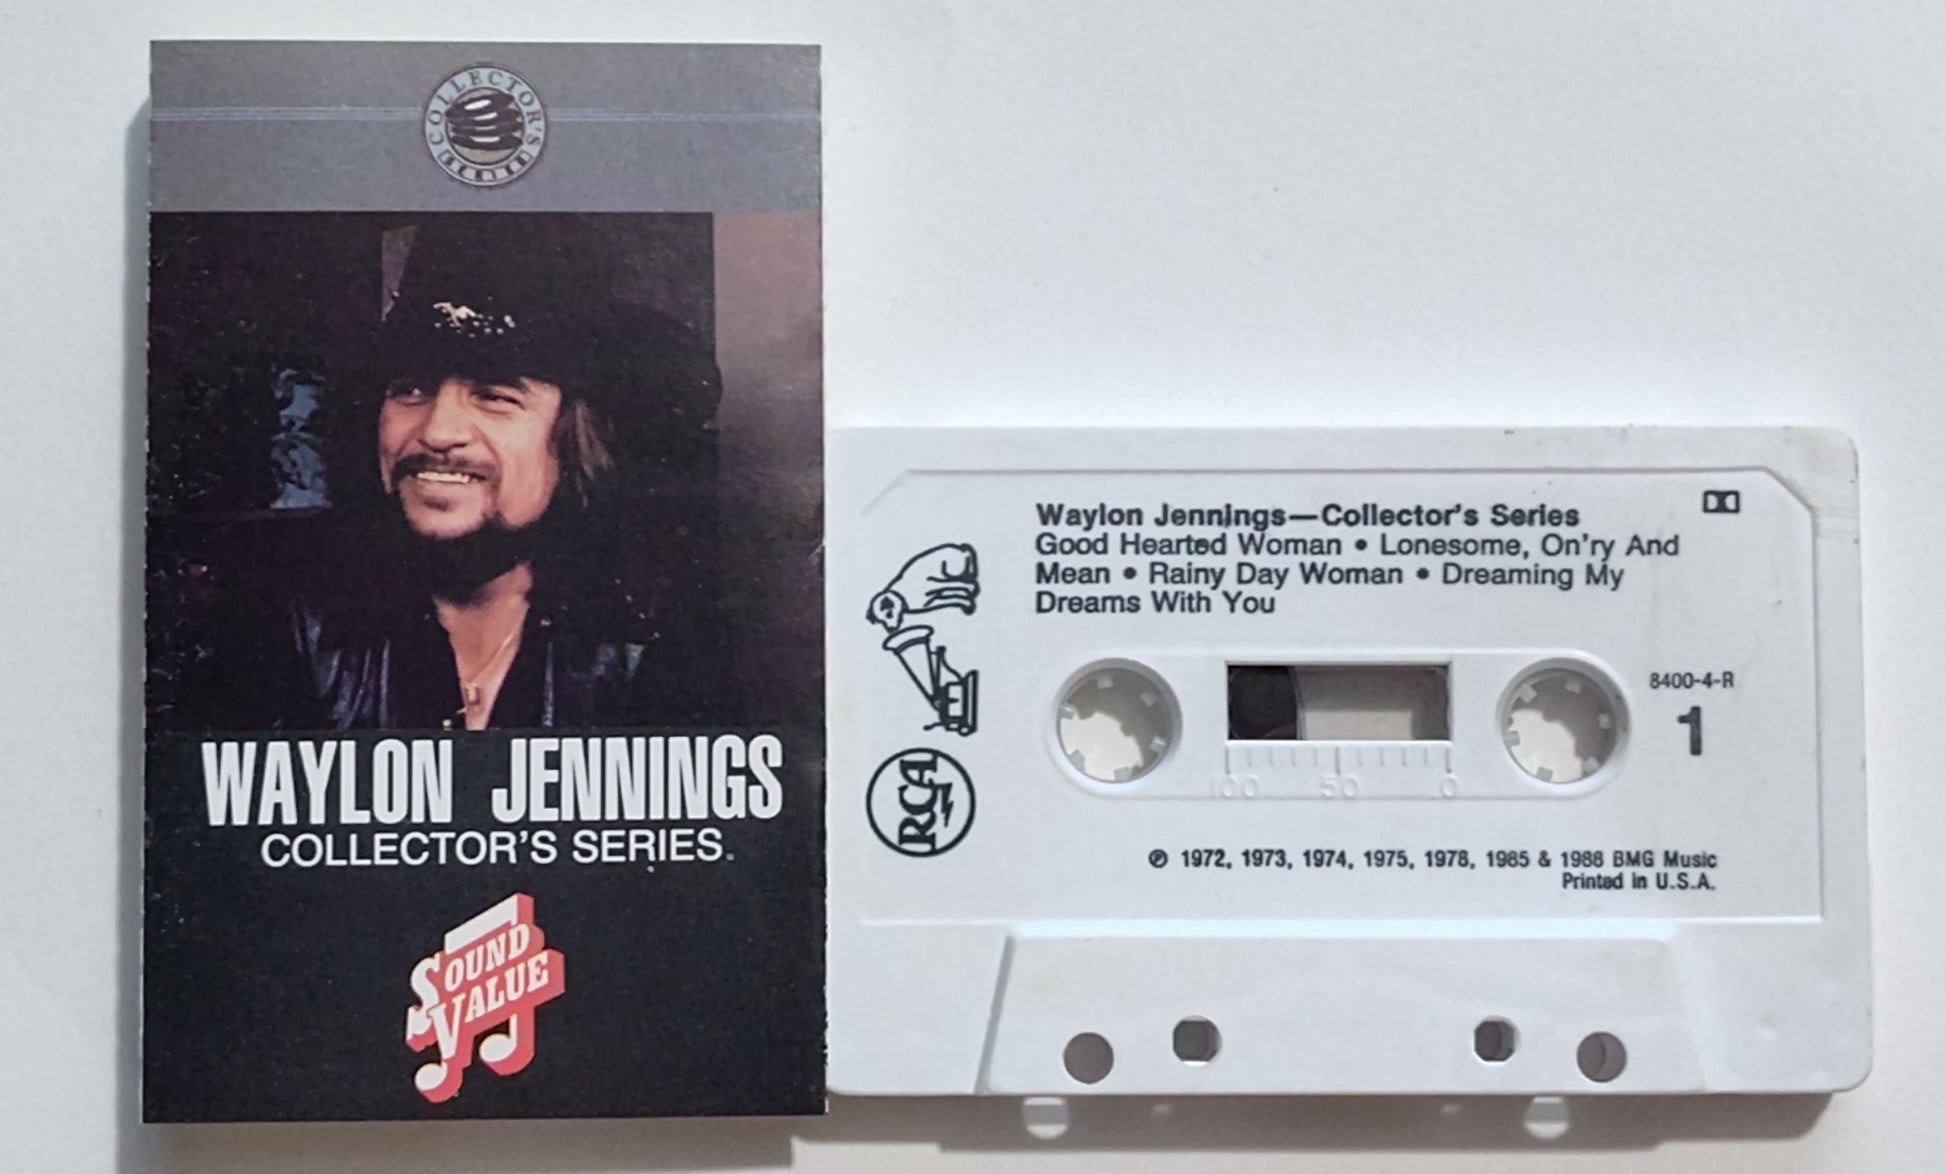 COLLECTOR'S
SERIES
WAYLON JENNINGS
COLLECTOR'S SERIES.
SOUND
VALUE
Waylon Jennings—Collector's Series
Good Hearted Woman • Lonesome, On'ry And
Mean • Rainy Day Woman • Dreaming My
Dreams With You
8400-4-R
1
100 50 0
RCA
℗ 1972, 1973, 1974, 1975, 1978, 1985 & 1988 BMG Music
Printed in U.S.A.